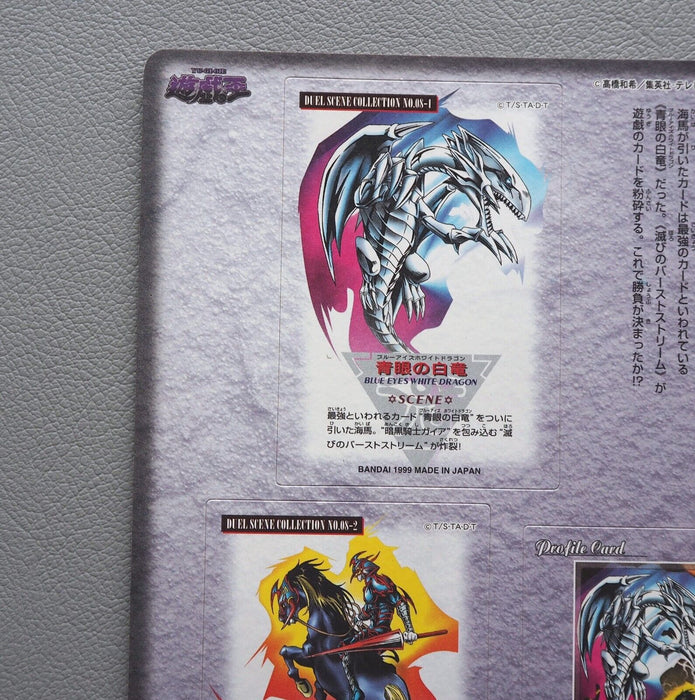 YU-GI-OH
遊戯王
DUEL SCENE COLLECTION NO.08-1
©T/S・TA・D・T
ブルーアイズホワイトドラゴン
青眼の白竜
BLUE EYES WHITE DRAGON
✡SCENE✡
最強といわれるカード“青眼の白竜”をついに
引いた海馬。“暗黒騎士ガイア”を包み込む“滅
びのバーストストリーム”が炸裂!
BANDAI 1999 MADE IN JAPAN
©高橋和希/集英社・テレ
海馬が引いたカードは最強のカードといわれている
《青眼の白竜》だった。《滅びのバーストストリーム》が
遊戯のカードを粉砕する。これで勝負が決まったか!?
DUEL SCENE COLLECTION NO.08-2
©T/S・TA・D・T
Profile Card